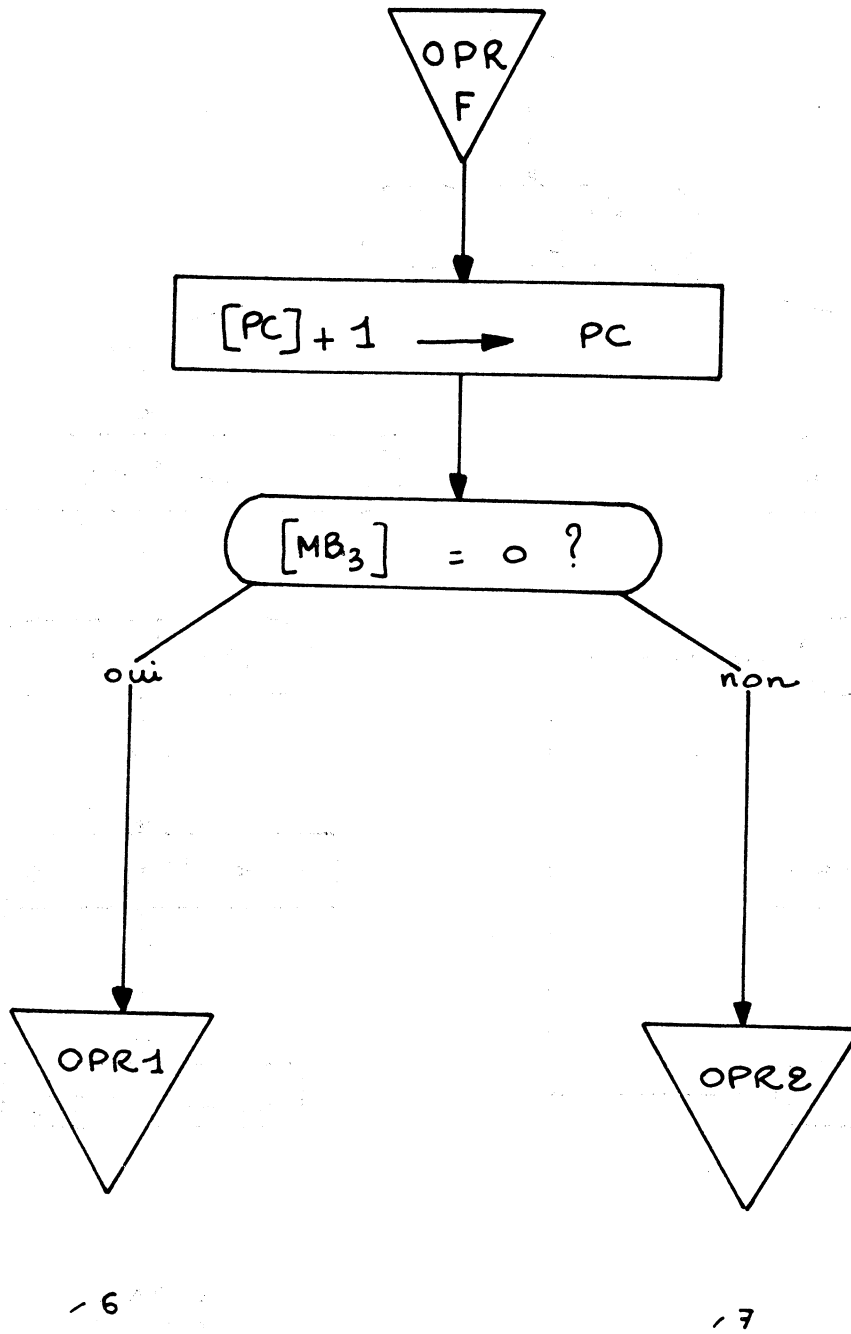 OPR
F
[PC] + 1 ⟶ PC
[MB₃] = 0 ?
oui
non
OPR1
OPR2
6
7